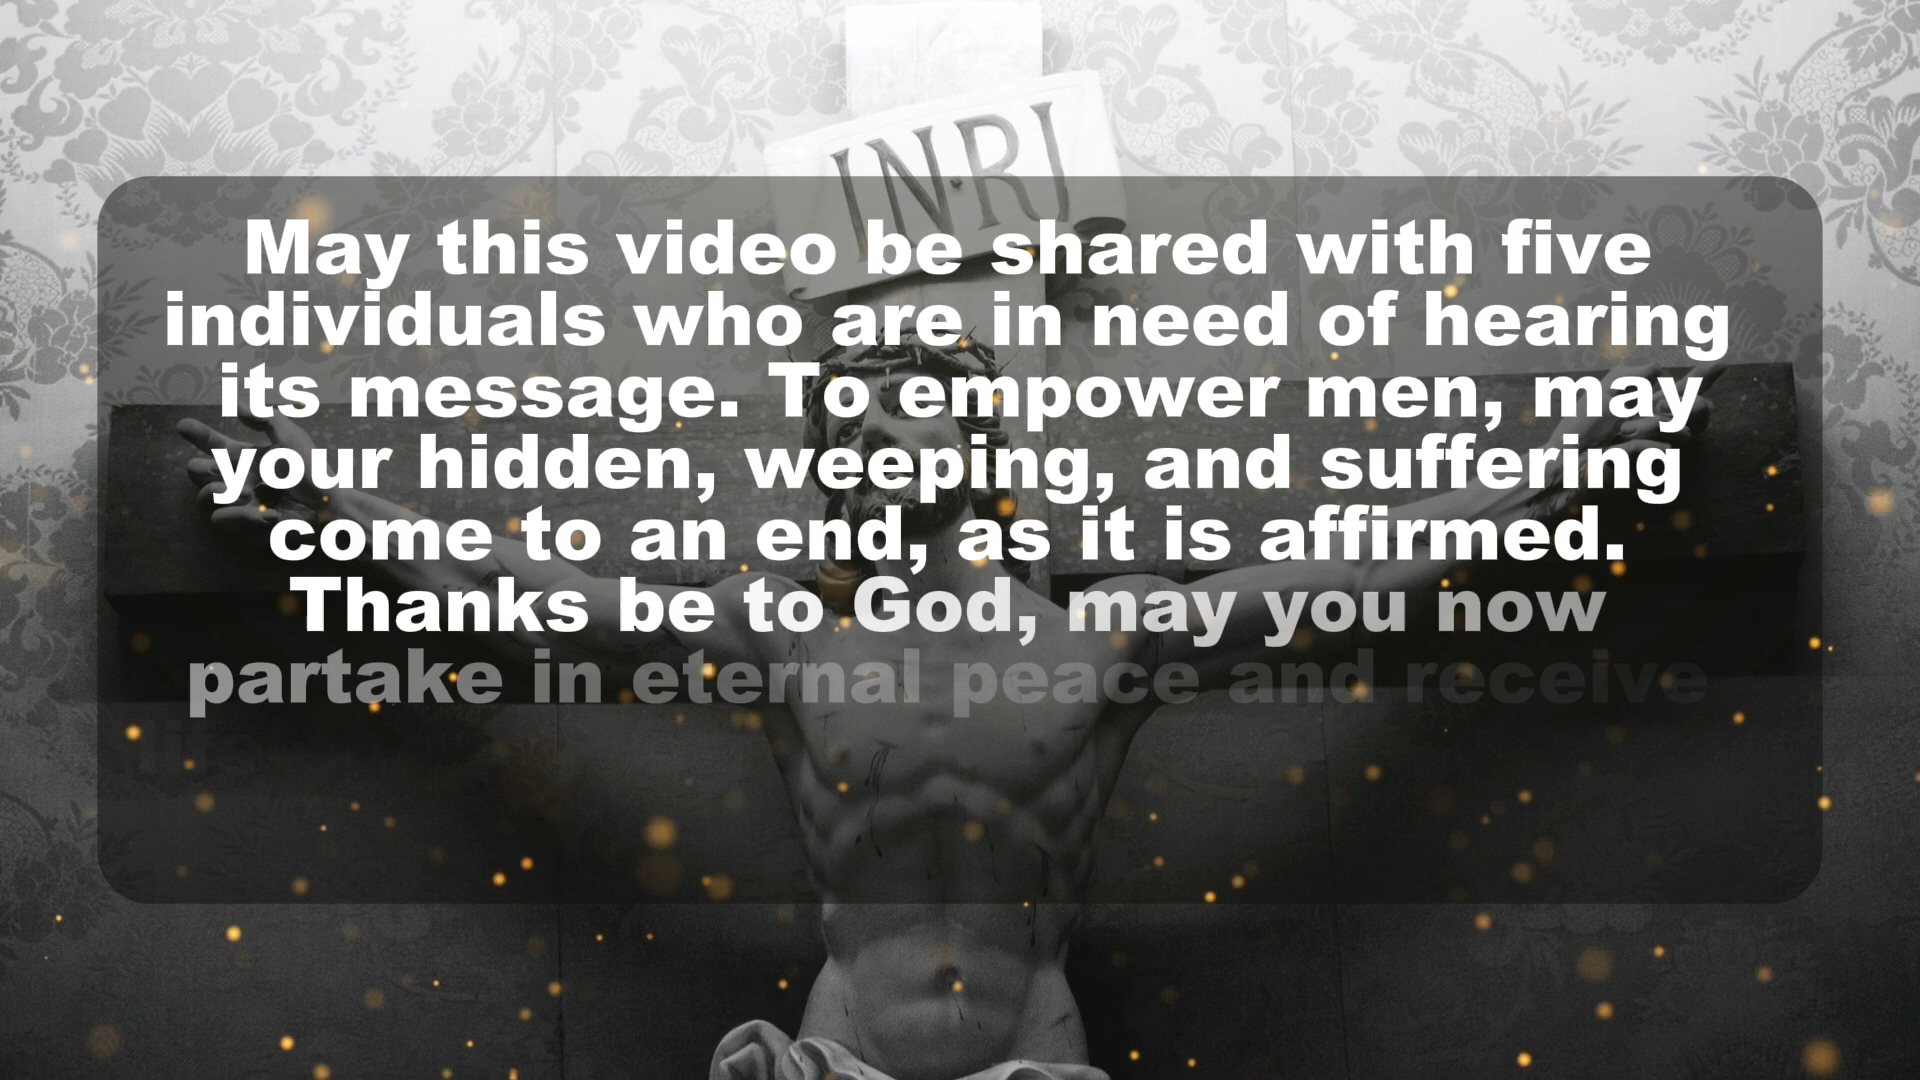 IN·RI
May this video be shared with five
individuals who are in need of hearing
its message. To empower men, may
your hidden, weeping, and suffering
come to an end, as it is affirmed.
Thanks be to God, may you now
partake in eternal peace and receive